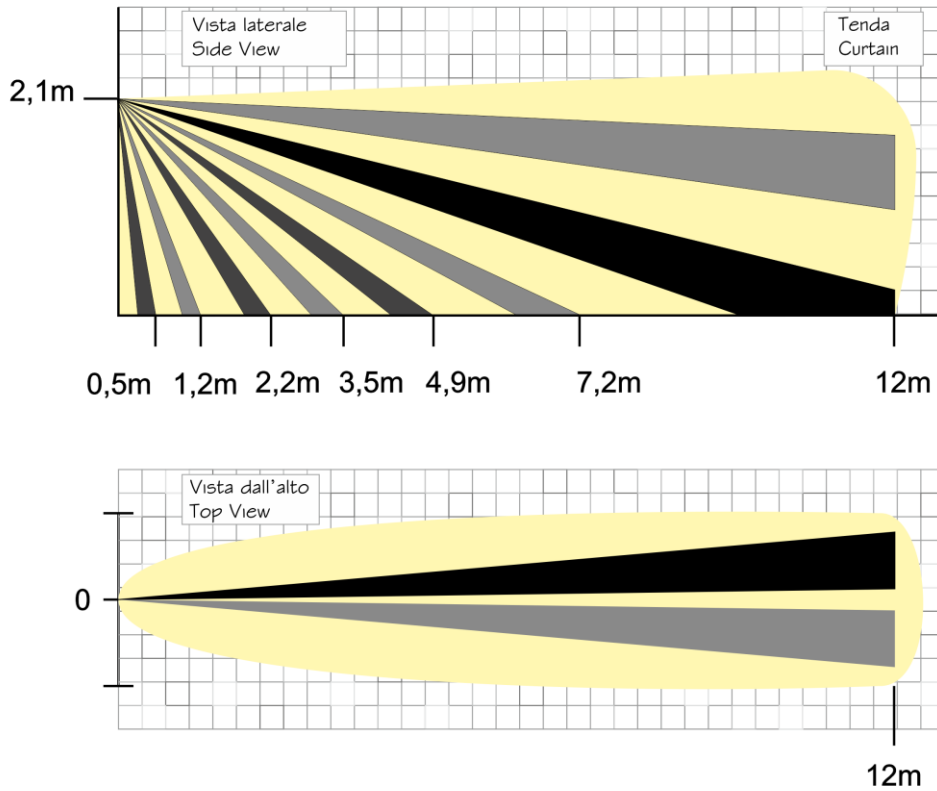 Vista laterale
Side View
Tenda
Curtain
2,1m
0,5m
1,2m
2,2m
3,5m
4,9m
7,2m
12m
Vista dall'alto
Top View
0
12m